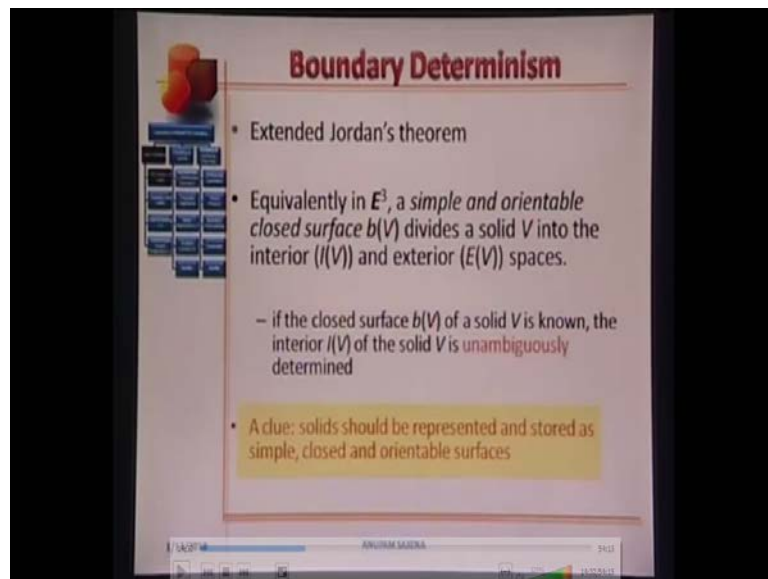 Boundary Determinism
• Extended Jordan's theorem
• Equivalently in E³, a simple and orientable
closed surface b(V) divides a solid V into the
interior (I(V)) and exterior (E(V)) spaces.
– if the closed surface b(V) of a solid V is known, the
interior I(V) of the solid V is unambiguously
determined
• A clue: solids should be represented and stored as
simple, closed and orientable surfaces
ANUPAM SAXENA